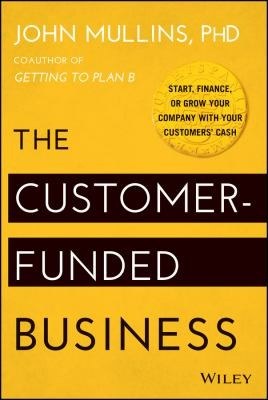 JOHN MULLINS, PHD
COAUTHOR OF
GETTING TO PLAN B
START, FINANCE,
OR GROW YOUR
COMPANY WITH YOUR
CUSTOMERS' CASH
THE
CUSTOMER-
FUNDED
BUSINESS
WILEY